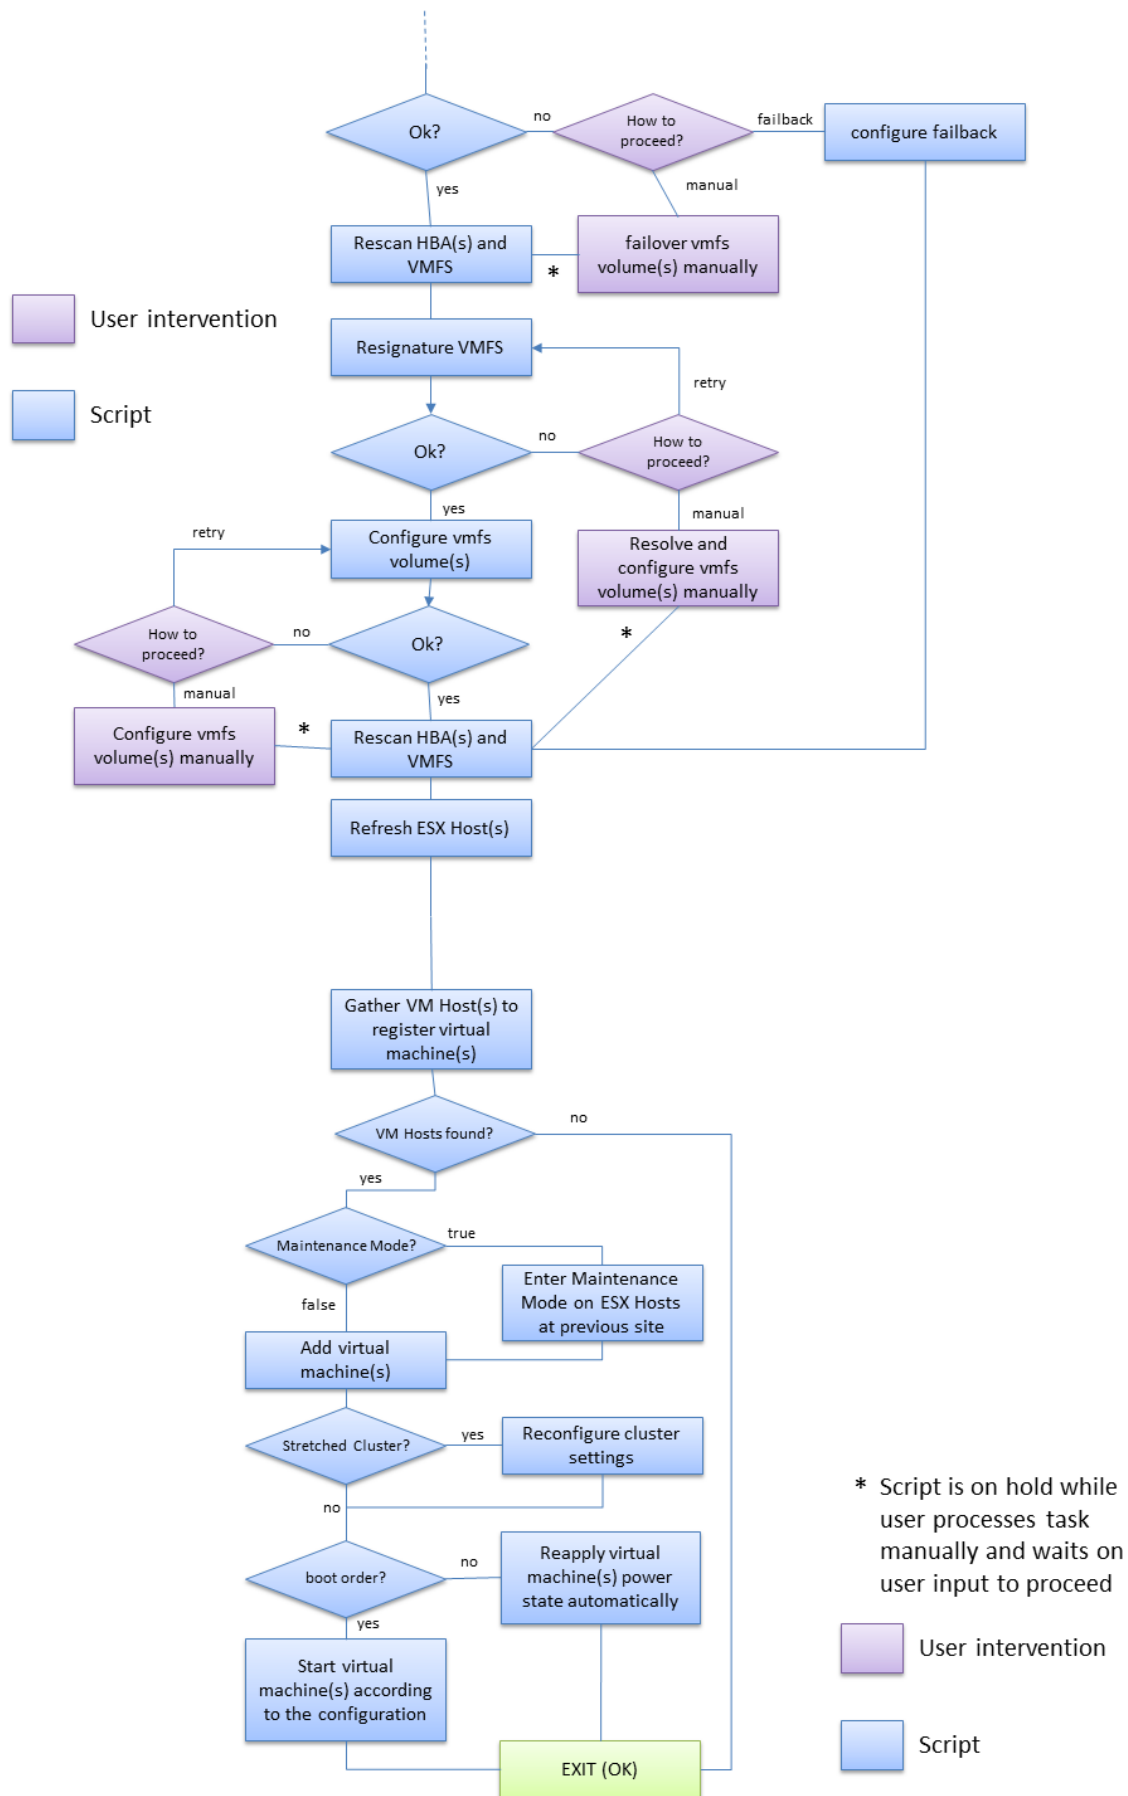 Ok?
no
How to
proceed?
failback
configure failback
yes
manual
Rescan HBA(s) and
VMFS
*
failover vmfs
volume(s) manually
User intervention
Script
Resignature VMFS
retry
Ok?
no
How to
proceed?
yes
manual
retry
Configure vmfs
volume(s)
Resolve and
configure vmfs
volume(s) manually
*
How to
proceed?
no
Ok?
manual
yes
Configure vmfs
volume(s) manually
*
Rescan HBA(s) and
VMFS
Refresh ESX Host(s)
Gather VM Host(s) to
register virtual
machine(s)
VM Hosts found?
no
yes
Maintenance Mode?
true
Enter Maintenance
Mode on ESX Hosts
at previous site
false
Add virtual
machine(s)
Stretched Cluster?
yes
Reconfigure cluster
settings
no
* Script is on hold while
user processes task
manually and waits on
user input to proceed
boot order?
no
Reapply virtual
machine(s) power
state automatically
yes
Start virtual
machine(s) according
to the configuration
User intervention
Script
EXIT (OK)